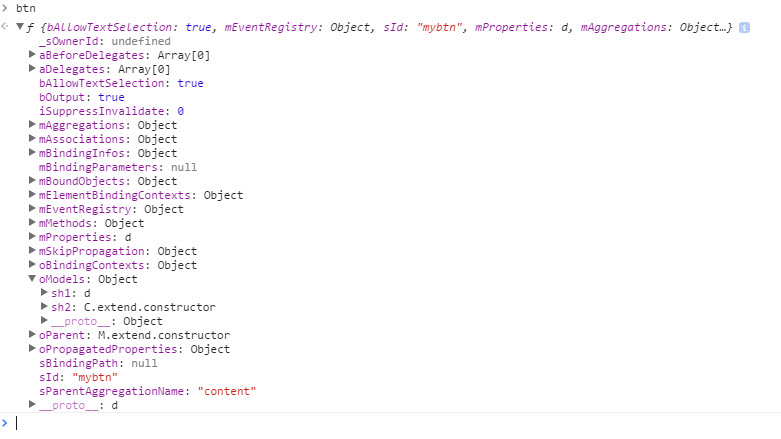 > btn
ƒ {bAllowTextSelection: true, mEventRegistry: Object, sId: "mybtn", mProperties: d, mAggregations: Object…} i
_sOwnerId: undefined
aBeforeDelegates: Array[0]
aDelegates: Array[0]
bAllowTextSelection: true
bOutput: true
iSuppressInvalidate: 0
mAggregations: Object
mAssociations: Object
mBindingInfos: Object
mBindingParameters: null
mBoundObjects: Object
mElementBindingContexts: Object
mEventRegistry: Object
mMethods: Object
mProperties: d
mSkipPropagation: Object
oBindingContexts: Object
oModels: Object
sh1: d
sh2: C.extend.constructor
__proto__: Object
oParent: M.extend.constructor
oPropagatedProperties: Object
sBindingPath: null
sId: "mybtn"
sParentAggregationName: "content"
__proto__: d
>